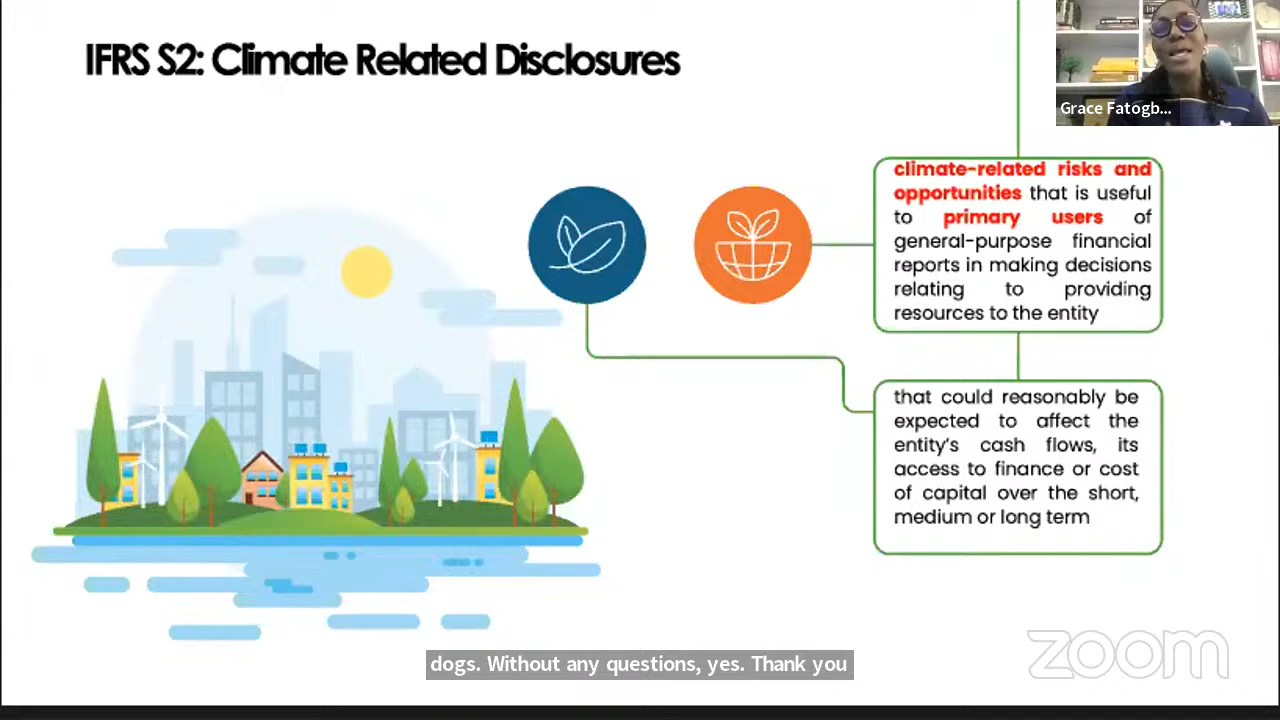 IFRS S2: Climate Related Disclosures
Grace Fatogb...
climate-related risks and
opportunities that is useful
to primary users of
general-purpose financial
reports in making decisions
relating to providing
resources to the entity
that could reasonably be
expected to affect the
entity's cash flows, its
access to finance or cost
of capital over the short,
medium or long term
dogs. Without any questions, yes. Thank you
zoom